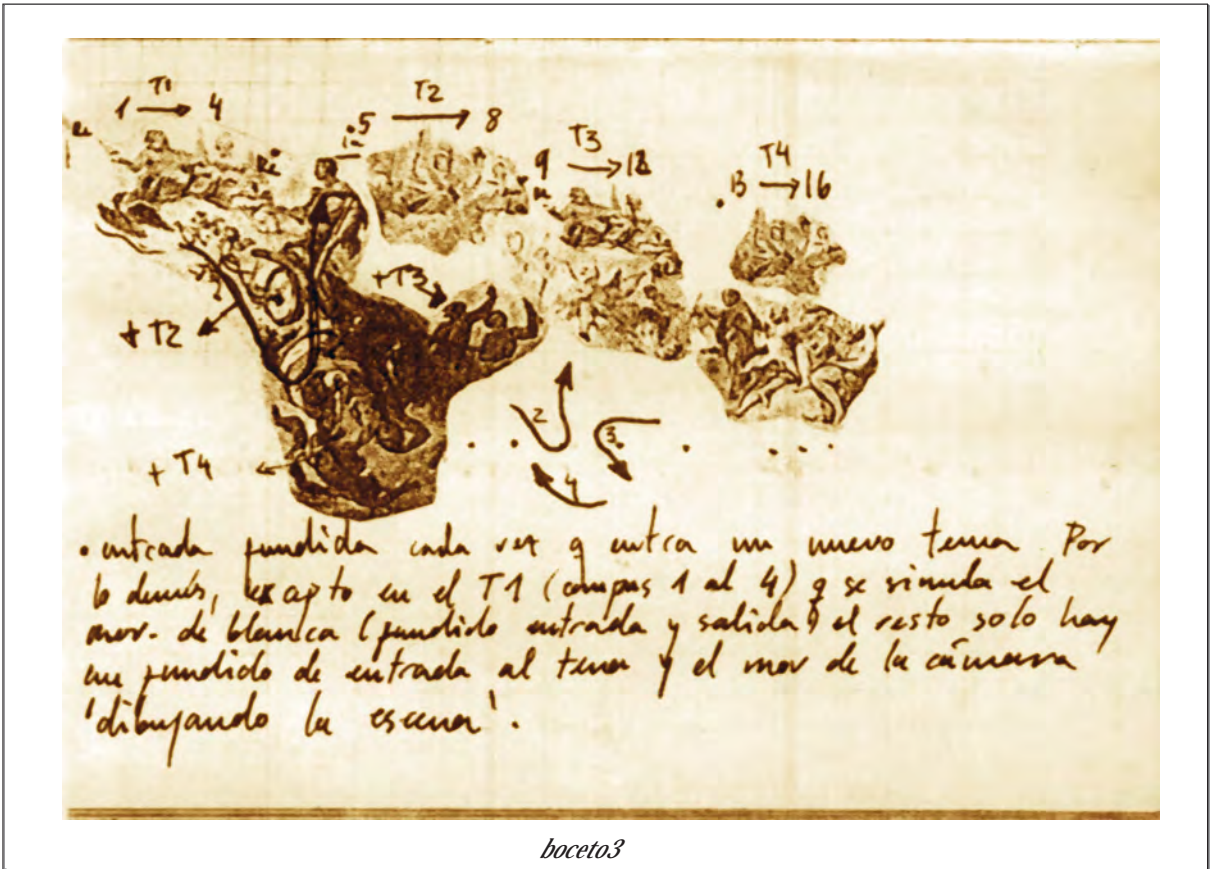 T1
1 → 4
T2
5 → 8
T3
9 → 12
T4
13 → 16
+ T2
+ T3
+ T4
2
3
4
• entrada fundida cada vez q entra un nuevo tema. Por
lo demás, excepto en el T1 (compas 1 al 4) q se simula el
mov. de blanca (fundido entrada y salida) el resto solo hay
un fundido de entrada al tema y el mov de la cámara
'dibujando la escena'.
boceto3